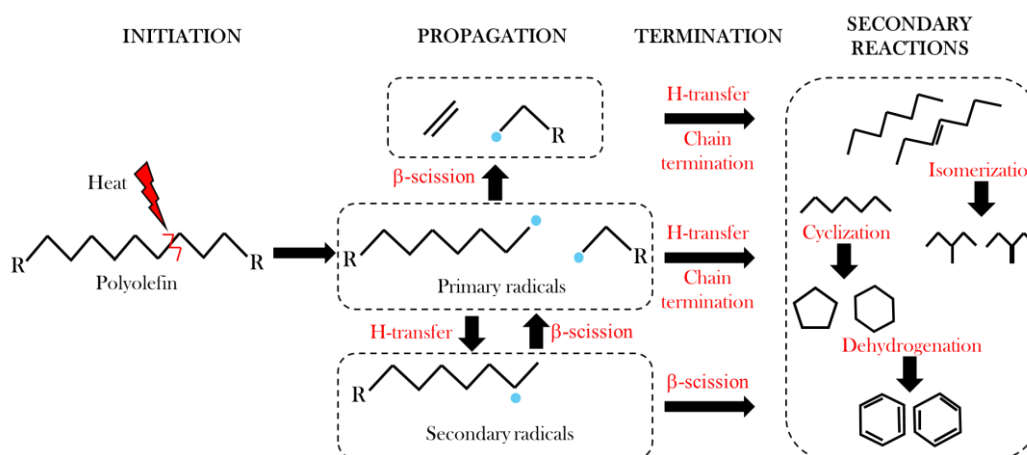 INITIATION
PROPAGATION
TERMINATION
SECONDARY
REACTIONS
R
H-transfer
Chain
termination
β-scission
Isomerizatio
Heat
R
R
Polyolefin
R
R
Primary radicals
H-transfer
Chain
termination
Cyclization
H-transfer
β-scission
Dehydrogenation
R
Secondary radicals
β-scission